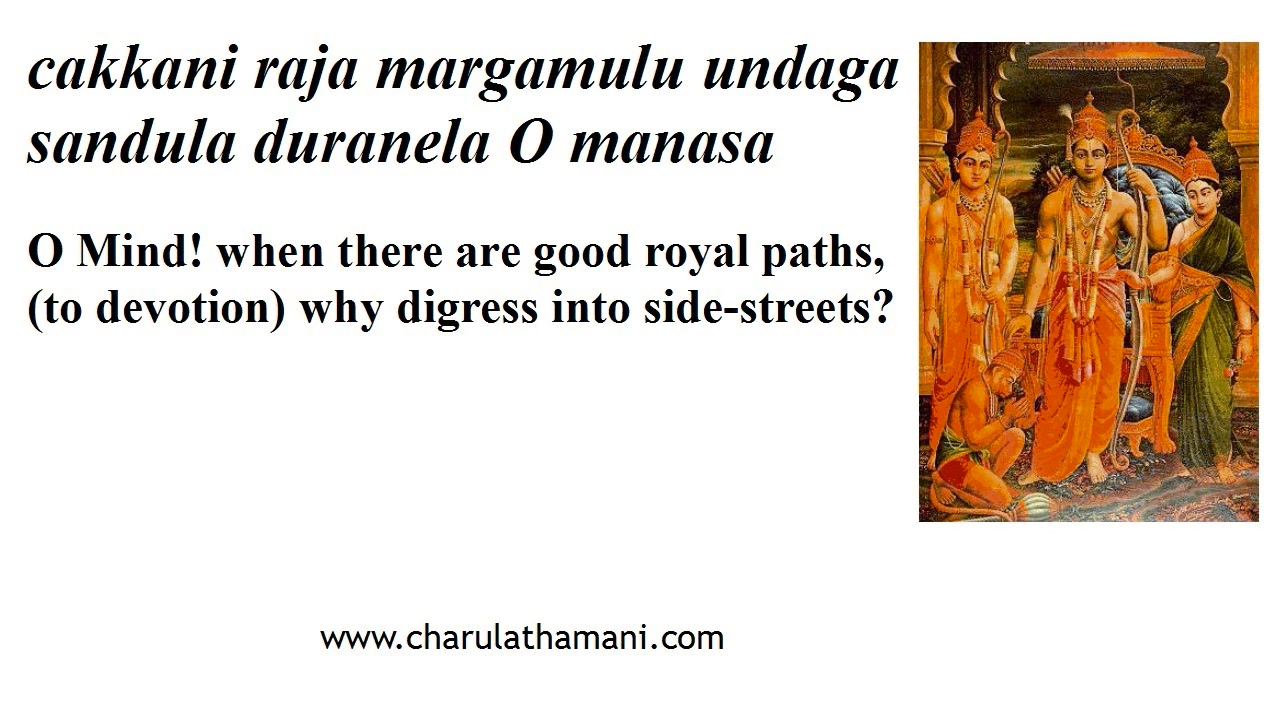 cakkani raja margamulu undaga
sandula duranela O manasa
O Mind! when there are good royal paths,
(to devotion) why digress into side-streets?
www.charulathamani.com